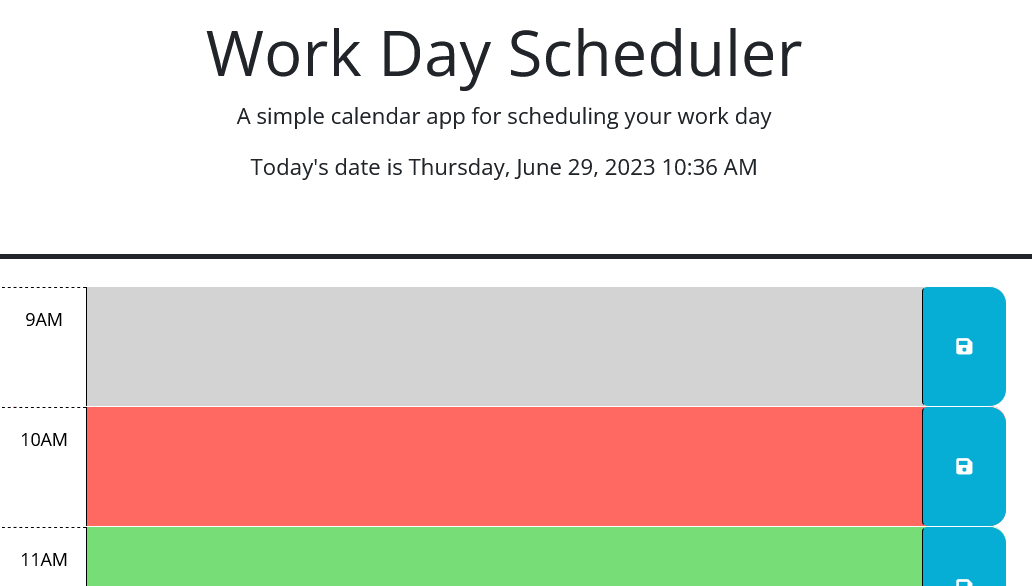 Work Day Scheduler
A simple calendar app for scheduling your work day
Today's date is Thursday, June 29, 2023 10:36 AM
9AM
10AM
11AM